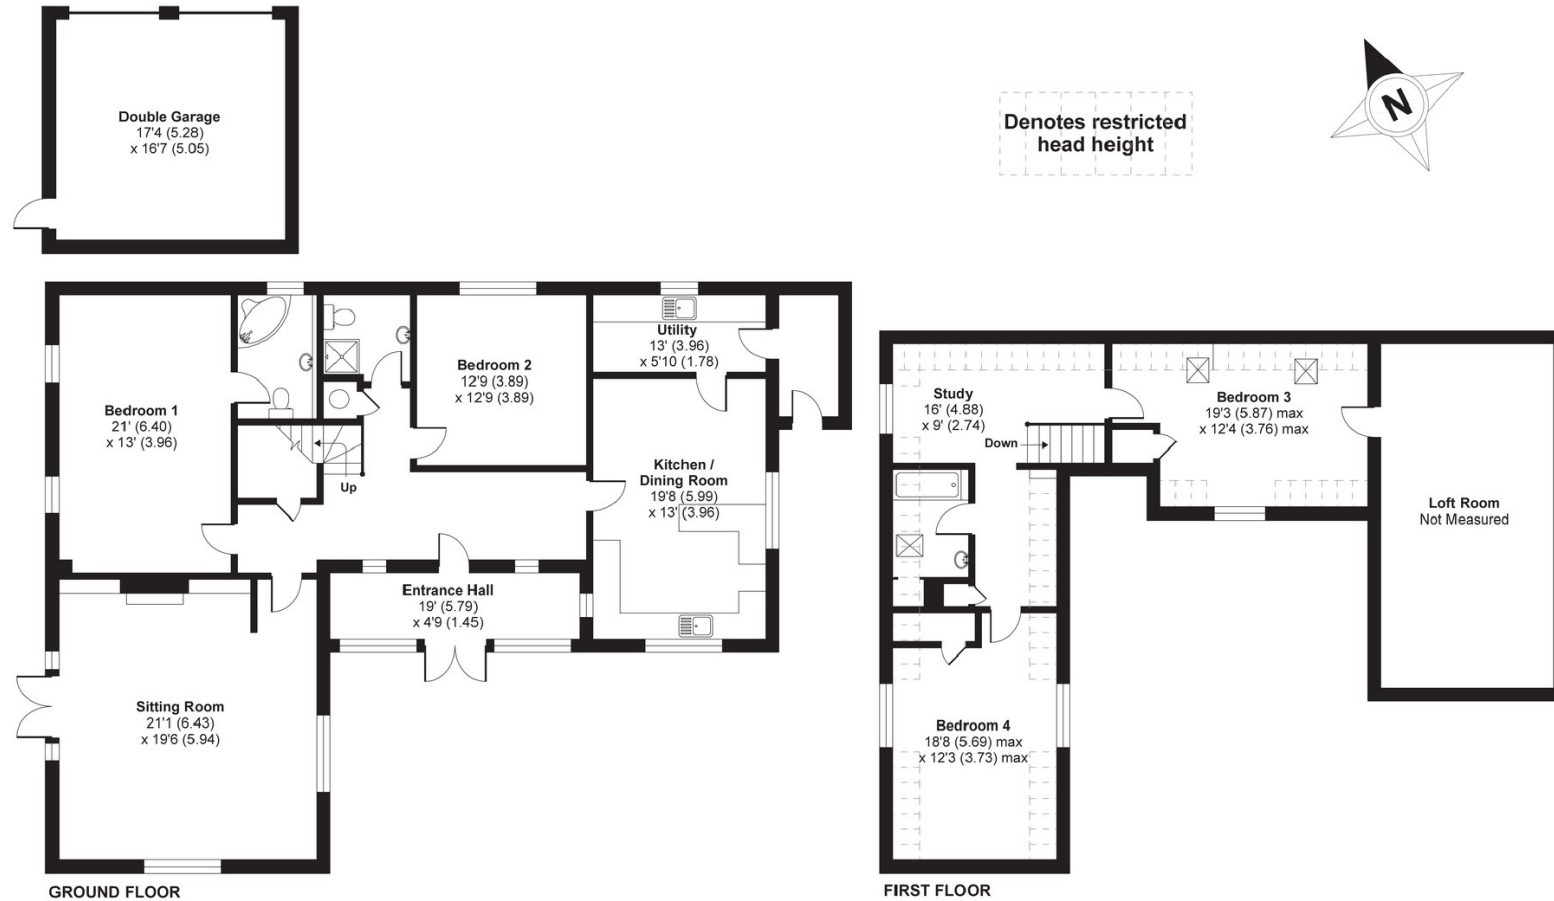 Double Garage
17'4 (5.28)
x 16'7 (5.05)
Denotes restricted
head height
N
Bedroom 1
21' (6.40)
x 13' (3.96)
Bedroom 2
12'9 (3.89)
x 12'9 (3.89)
Utility
13' (3.96)
x 5'10 (1.78)
Up
Kitchen /
Dining Room
19'8 (5.99)
x 13' (3.96)
Entrance Hall
19' (5.79)
x 4'9 (1.45)
Sitting Room
21'1 (6.43)
x 19'6 (5.94)
GROUND FLOOR
Study
16' (4.88)
x 9' (2.74)
Down
Bedroom 3
19'3 (5.87) max
x 12'4 (3.76) max
Loft Room
Not Measured
Bedroom 4
18'8 (5.69) max
x 12'3 (3.73) max
FIRST FLOOR